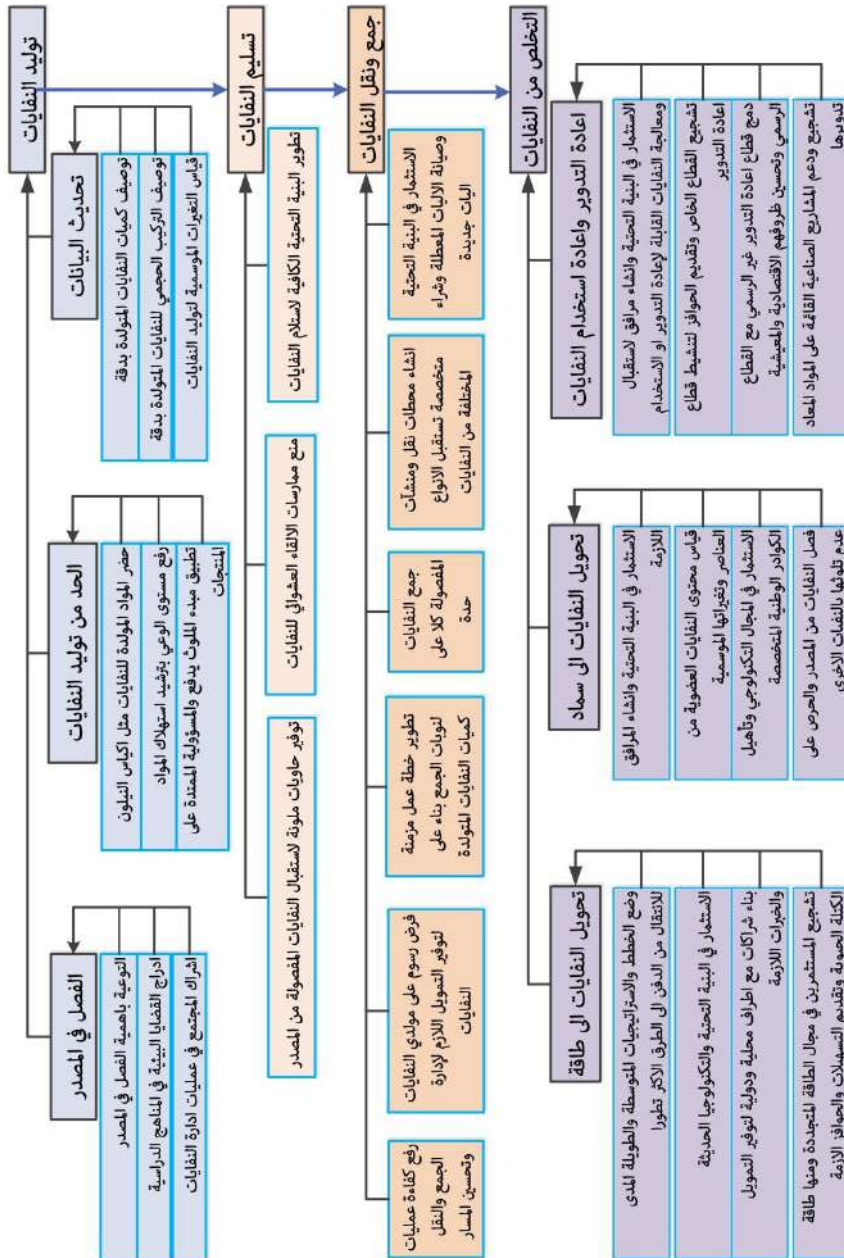 توليد النفايات
تحديث البيانات
توصيف كميات النفايات المتولدة بدقة
توصيف التركيب الحجمي للنفايات المتولدة بدقة
قياس التغيرات الموسمية لتوليد النفايات
الحد من توليد النفايات
حضر المواد المولدة للنفايات مثل اكياس النيلون
رفع مستوى الوعي بترشيد استهلاك المواد
تطبيق مبدء الملوث يدفع والمسؤولية الممتدة على
المنتجات
الفصل في المصدر
التوعية باهمية الفصل في المصدر
ادراج القضايا البيئية في المناهج الدراسية
اشراك المجتمع في عمليات ادارة النفايات
تسليم النفايات
تطوير البنية التحتية الكافية لاستلام النفايات
منع ممارسات الالقاء العشوائي للنفايات
توفير حاويات ملونة لاستقبال النفايات المفصولة من المصدر
جمع ونقل النفايات
الاستثمار في البنية التحتية
وصيانة الاليات المعطلة وشراء
اليات جديدة
انشاء محطات نقل ومنشآت
متخصصة تستقبل الانواع
المختلفة من النفايات
جمع النفايات
المفصولة كلا على
حدة
تطوير خطة عمل مزمنة
لنوبات الجمع بناء على
كميات النفايات المتولدة
فرض رسوم على مولدي النفايات
لتوفير التمويل اللازم لإدارة
النفايات
رفع كفاءة عمليات
الجمع والنقل
وتحسين المسار
التخلص من النفايات
اعادة التدوير واعادة استخدام النفايات
الاستثمار في البنية التحتية وانشاء مرافق لاستقبال
ومعالجة النفايات القابلة لإعادة التدوير او الاستخدام
تشجيع القطاع الخاص وتقديم الحوافز لتنشيط قطاع
اعادة التدوير
دمج قطاع اعادة التدوير غير الرسمي مع القطاع
الرسمي وتحسين ظروفهم الاقتصادية والمعيشية
تشجيع ودعم المشاريع الصناعية القائمة على المواد المعاد
تدويرها
تحويل النفايات الى سماد
الاستثمار في البنية التحتية وانشاء المرافق
اللازمة
قياس محتوى النفايات العضوية من
العناصر وتغيراتها الموسمية
الاستثمار في المجال التكنولوجي وتأهيل
الكوادر الوطنية المتخصصة
فصل النفايات من المصدر والحرص على
عدم تلوثها بالنفيات الاخرى
تحويل النفايات الى طاقة
وضع الخطط والاستراتيجيات المتوسطة والطويلة المدى
للانتقال من الدفن الى الطرق الاكثر تطورا
الاستثمار في البنية التحتية والتكنولوجيا الحديثة
بناء شراكات مع اطراف محلية ودولية لتوفير التمويل
والخبرات اللازمة
تشجيع المستثمرين في مجال الطاقة المتجددة ومنها طاقة
الكتلة الحيوية وتقديم التسهيلات والحوافز الازمة